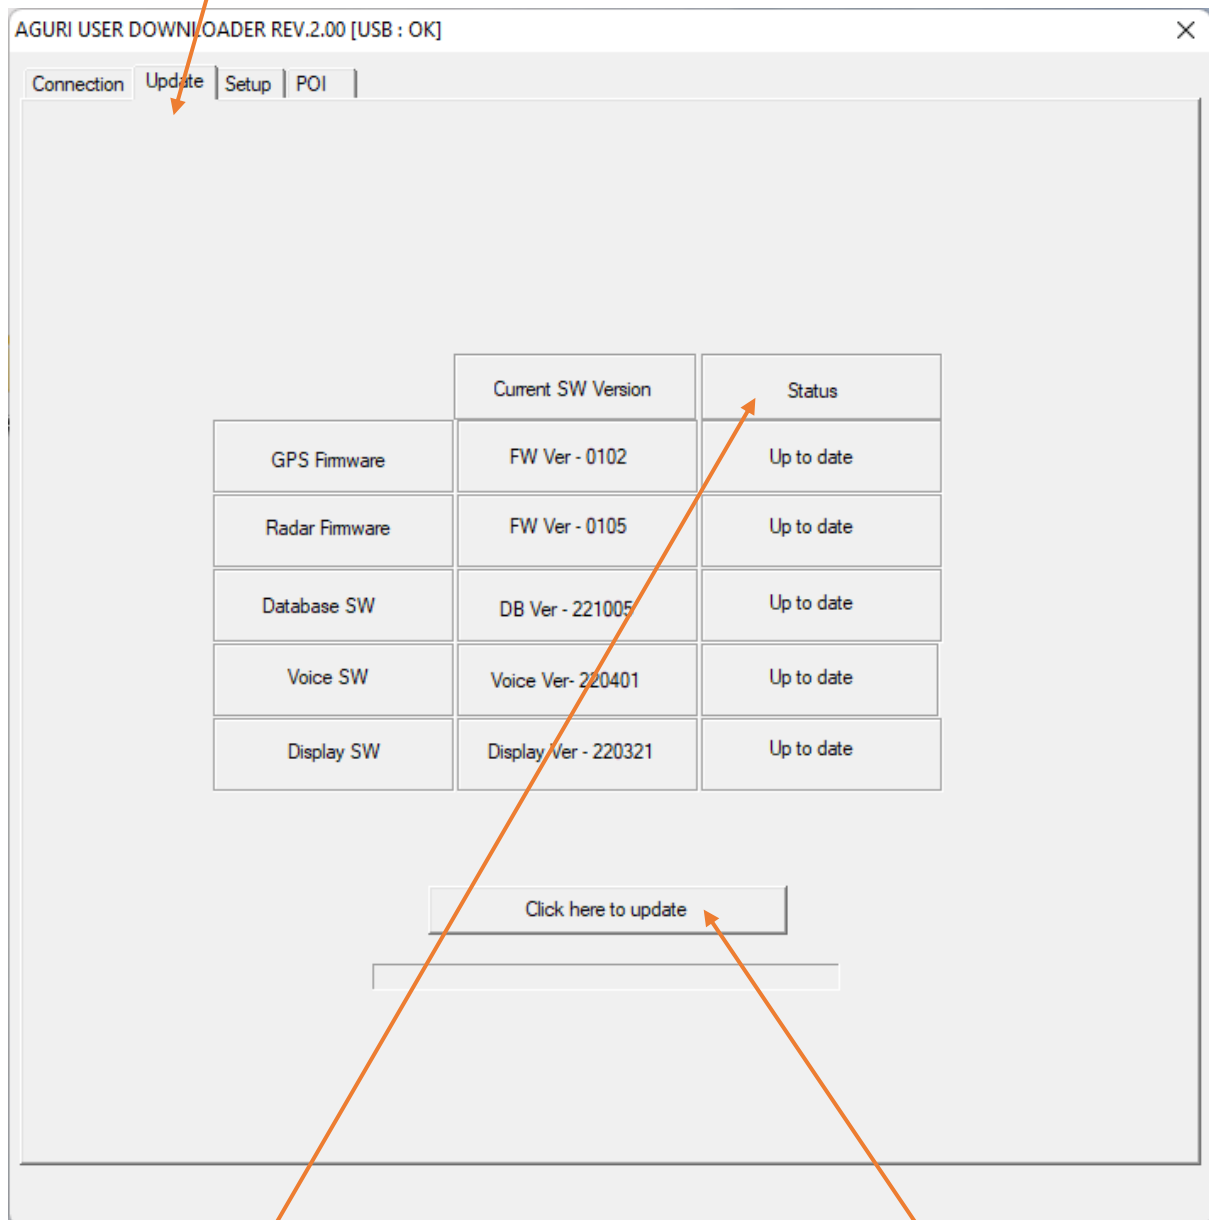 AGURI USER DOWNLOADER REV.2.00 [USB : OK]
Connection Update Setup POI
Current SW Version Status
GPS Firmware FW Ver - 0102 Up to date
Radar Firmware FW Ver - 0105 Up to date
Database SW DB Ver - 221005 Up to date
Voice SW Voice Ver- 220401 Up to date
Display SW Display Ver - 220321 Up to date
Click here to update